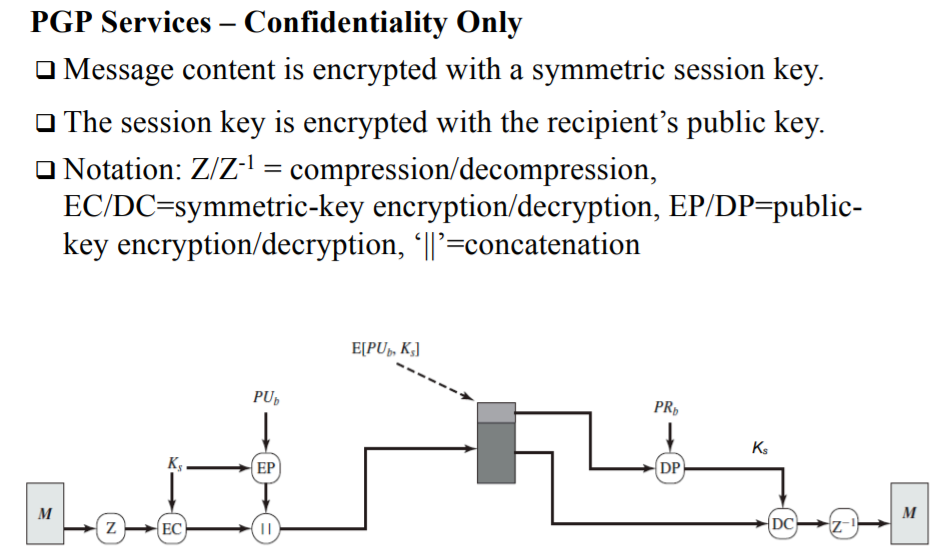 PGP Services – Confidentiality Only
❑ Message content is encrypted with a symmetric session key.
❑ The session key is encrypted with the recipient’s public key.
❑ Notation: Z/Z⁻¹ = compression/decompression,
EC/DC=symmetric-key encryption/decryption, EP/DP=public-
key encryption/decryption, ‘||’=concatenation
E[PU_b, K_s]
PU_b
PR_b
K_s
K_s
EP
DP
M
Z
EC
||
DC
Z⁻¹
M